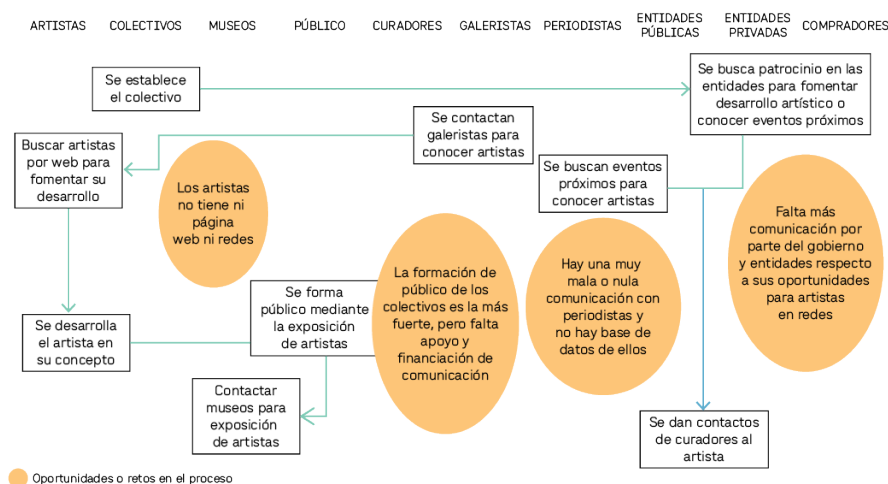 ARTISTAS COLECTIVOS MUSEOS PÚBLICO CURADORES GALERISTAS PERIODISTAS ENTIDADES PÚBLICAS ENTIDADES PRIVADAS COMPRADORES
Se establece
el colectivo
Se busca patrocinio en las
entidades para fomentar
desarrollo artístico o
conocer eventos próximos
Se contactan
galeristas para
conocer artistas
Buscar artistas
por web para
fomentar su
desarrollo
Los artistas
no tiene ni
página
web ni redes
Se buscan eventos
próximos para
conocer artistas
Falta más
comunicación por
parte del gobierno
y entidades respecto
a sus oportunidades
para artistas
en redes
La formación de
público de los
colectivos es la más
fuerte, pero falta
apoyo y
financiación de
comunicación
Hay una muy
mala o nula
comunicación con
periodistas y
no hay base de
datos de ellos
Se forma
público mediante
la exposición
de artistas
Se desarrolla
el artista en
su concepto
Contactar
museos para
exposición
de artistas
Se dan contactos
de curadores al
artista
Oportunidades o retos en el proceso